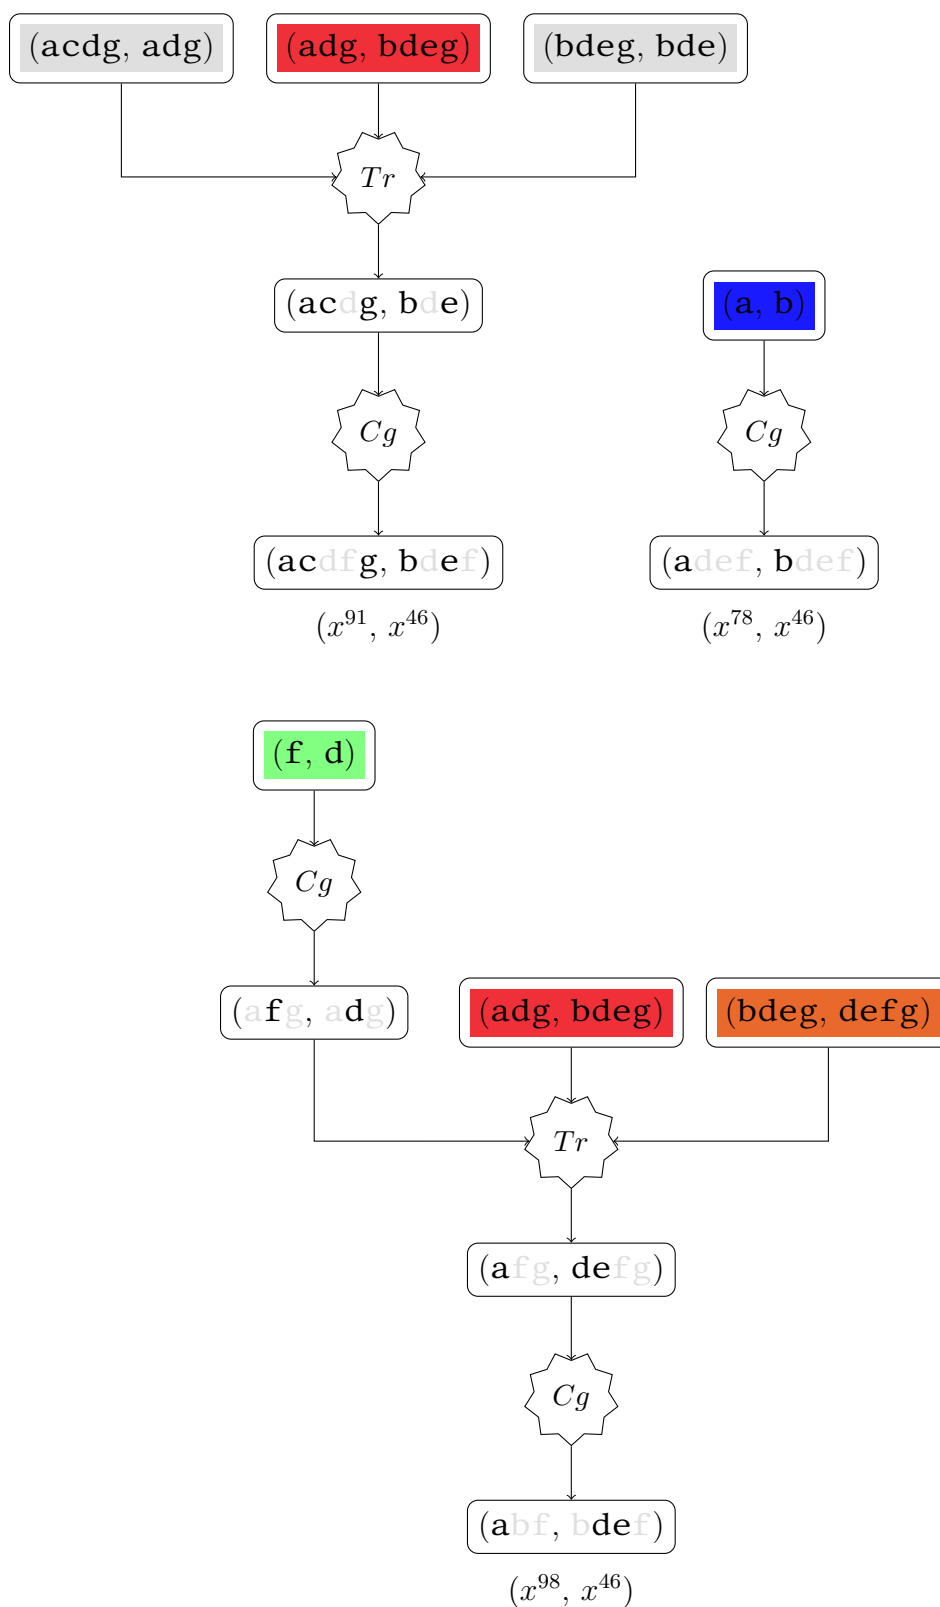 (acdg, adg) (adg, bdeg) (bdeg, bde)
Tr
(acdg, bde) (a, b)
Cg Cg
(acdfg, bdef) (adef, bdef)
(x^91, x^46) (x^78, x^46)
(f, d)
Cg
(afg, adg) (adg, bdeg) (bdeg, defg)
Tr
(afg, defg)
Cg
(abf, bdef)
(x^98, x^46)